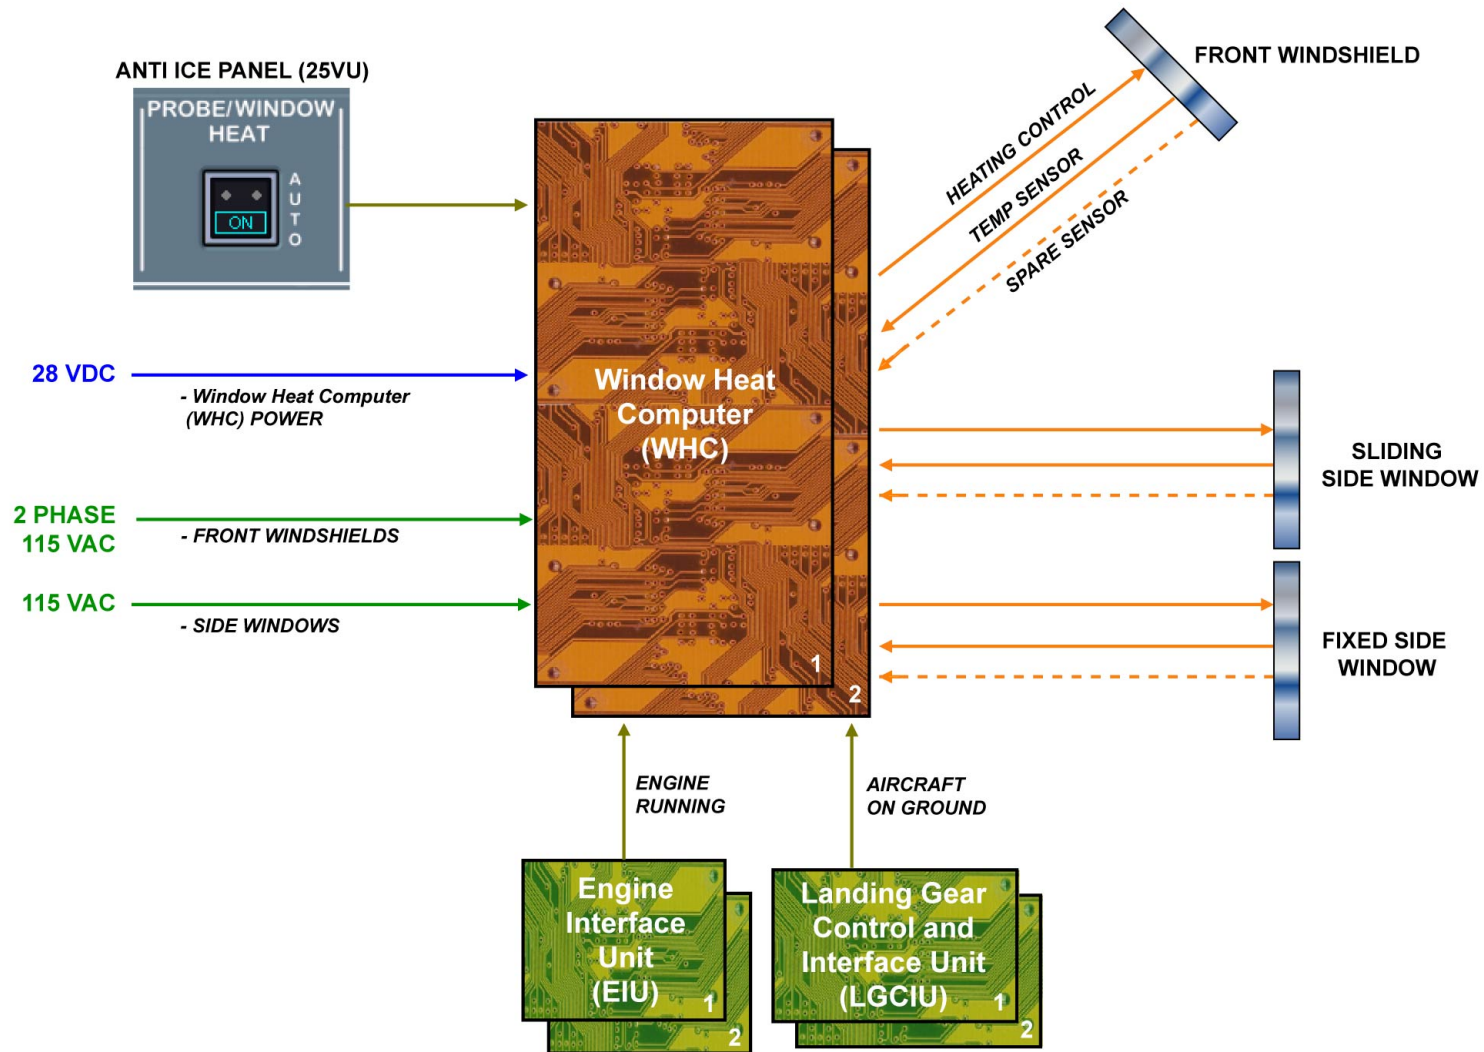 ANTI ICE PANEL (25VU)
PROBE/WINDOW
HEAT
ON
A
U
T
O
FRONT WINDSHIELD
HEATING CONTROL
TEMP SENSOR
SPARE SENSOR
28 VDC
- Window Heat Computer
(WHC) POWER
2 PHASE
115 VAC
- FRONT WINDSHIELDS
115 VAC
- SIDE WINDOWS
Window Heat
Computer
(WHC)
1
2
SLIDING
SIDE WINDOW
FIXED SIDE
WINDOW
ENGINE
RUNNING
AIRCRAFT
ON GROUND
Engine
Interface
Unit
(EIU)
1
2
Landing Gear
Control and
Interface Unit
(LGCIU)
1
2